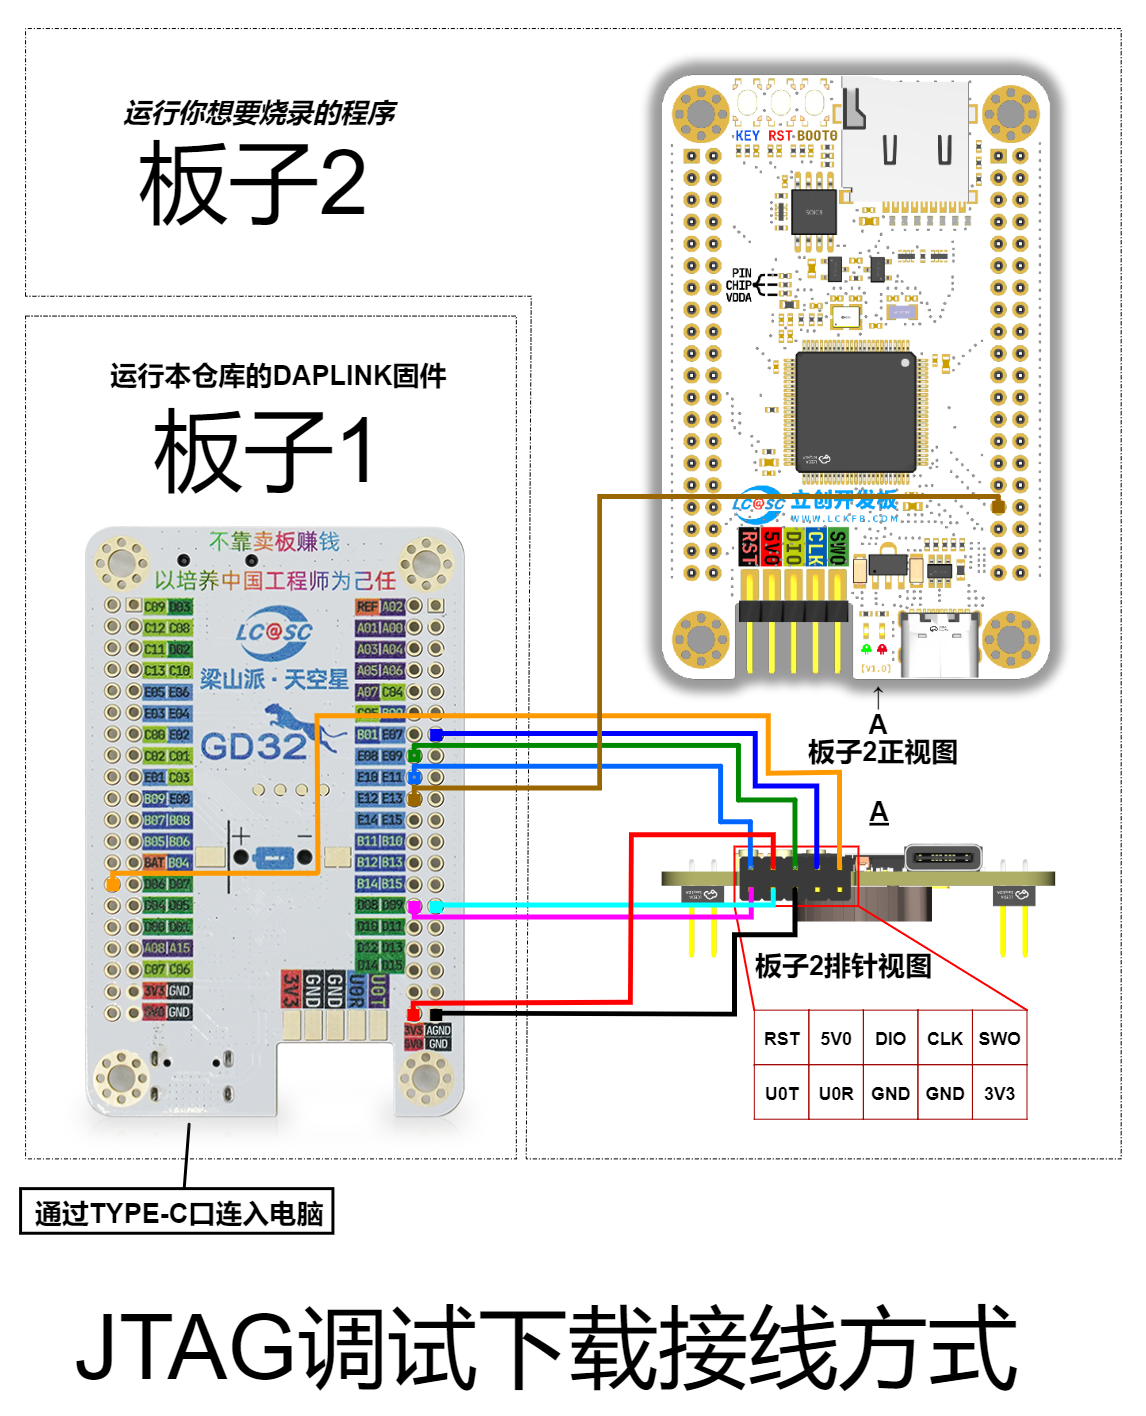 运行你想要烧录的程序
板子2
KEY RST BOOT0
PIN
CHIP
VDDA
LC@SC 立创开发板
WWW.LCKFB.COM
RST 5V0 DIO CLK SWO
[V1.0]
A
板子2正视图
运行本仓库的DAPLINK固件
板子1
不靠卖板赚钱
以培养中国工程师为己任
LC@SC
梁山派·天空星
GD32
C09 D03
C12 C08
C11 D02
C13 C10
E05 E06
E03 E04
C00 E02
C02 C01
E01 C03
B09 E00
B07 B08
B05 B06
BAT B04
D06 D07
D04 D05
D00 D01
A08 A15
C07 C06
3V3 GND
5V0 GND
REF A02
A01 A00
A03 A04
A05 A06
A07 C04
C05 B00
B01 E07
E08 E09
E10 E11
E12 E13
E14 E15
B11 B10
B12 B13
B14 B15
D08 D09
D10 D11
D12 D13
D14 D15
+ −
3V3 GND GND U0R U0T
3V3 AGND
5V0 GND
A
板子2排针视图
RST 5V0 DIO CLK SWO
U0T U0R GND GND 3V3
通过TYPE-C口连入电脑
JTAG调试下载接线方式